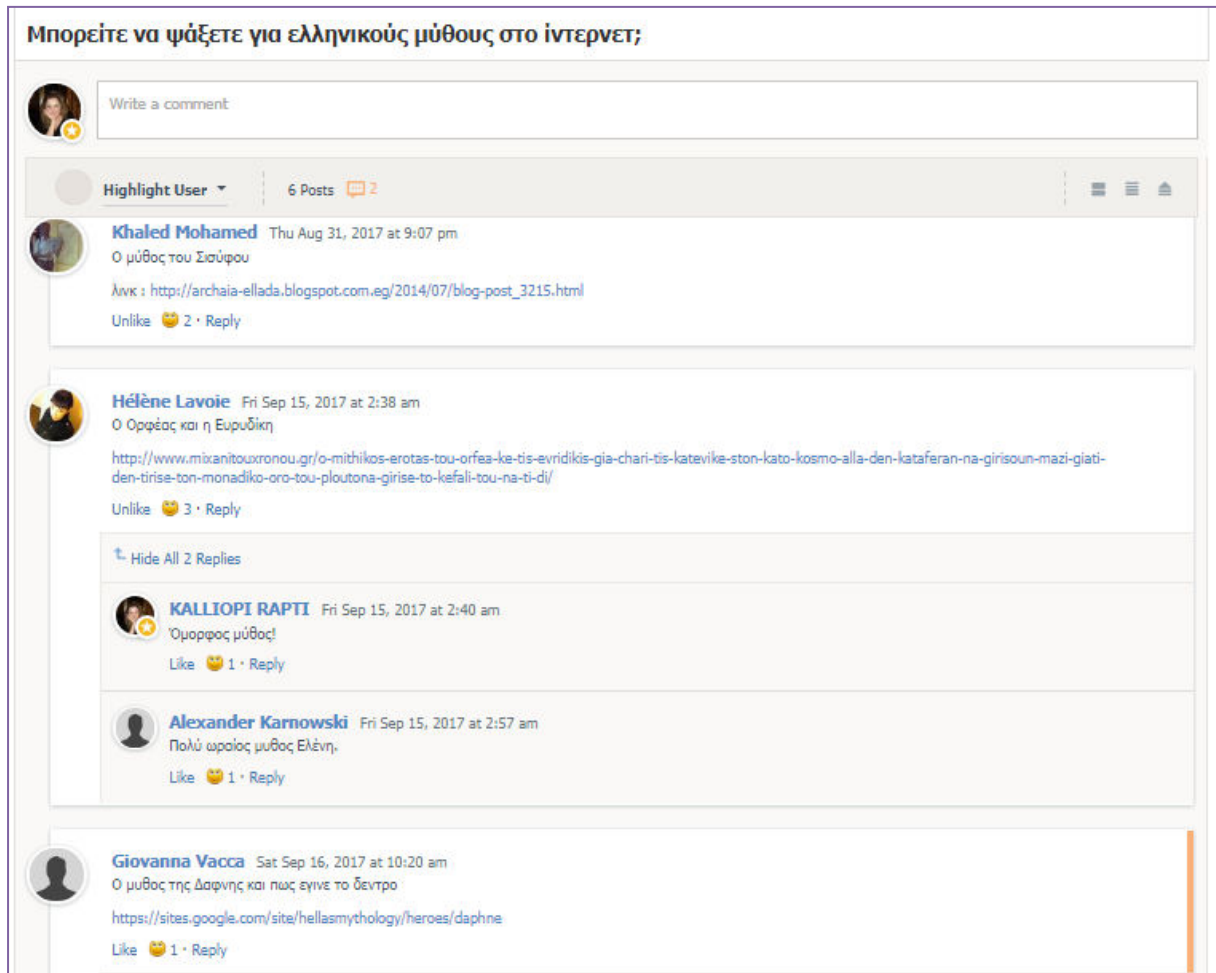 Μπορείτε να ψάξετε για ελληνικούς μύθους στο ίντερνετ;
Write a comment
Highlight User 6 Posts 2
Khaled Mohamed Thu Aug 31, 2017 at 9:07 pm
Ο μύθος του Σισύφου
λινκ : http://archaia-ellada.blogspot.com.eg/2014/07/blog-post_3215.html
Unlike 2 · Reply
Hélène Lavoie Fri Sep 15, 2017 at 2:38 am
Ο Ορφέας και η Ευρυδίκη
http://www.mixanitouxronou.gr/o-mithikos-erotas-tou-orfea-ke-tis-evridikis-gia-chari-tis-katevike-ston-kato-kosmo-alla-den-kataferan-na-girisoun-mazi-giati-
den-tirise-ton-monadiko-oro-tou-ploutona-girise-to-kefali-tou-na-ti-di/
Unlike 3 · Reply
Hide All 2 Replies
KALLIOPI RAPTI Fri Sep 15, 2017 at 2:40 am
Όμορφος μύθος!
Like 1 · Reply
Alexander Karnowski Fri Sep 15, 2017 at 2:57 am
Πολύ ωραίος μυθος Ελένη.
Like 1 · Reply
Giovanna Vacca Sat Sep 16, 2017 at 10:20 am
Ο μυθος της Δαφνης και πως εγινε το δεντρο
https://sites.google.com/site/hellasmythology/heroes/daphne
Like 1 · Reply